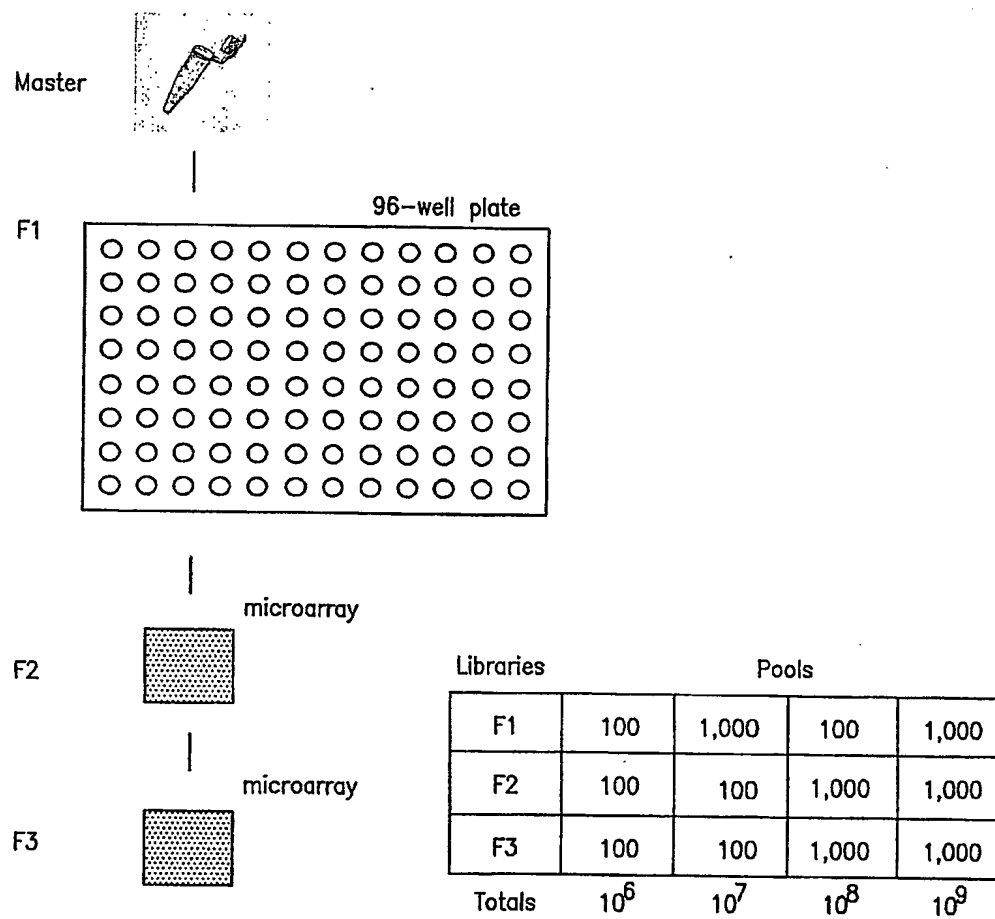 Master
96-well plate
F1
microarray
F2
microarray
F3
Libraries Pools
F1 100 1,000 100 1,000
F2 100 100 1,000 1,000
F3 100 100 1,000 1,000
Totals 10^6 10^7 10^8 10^9